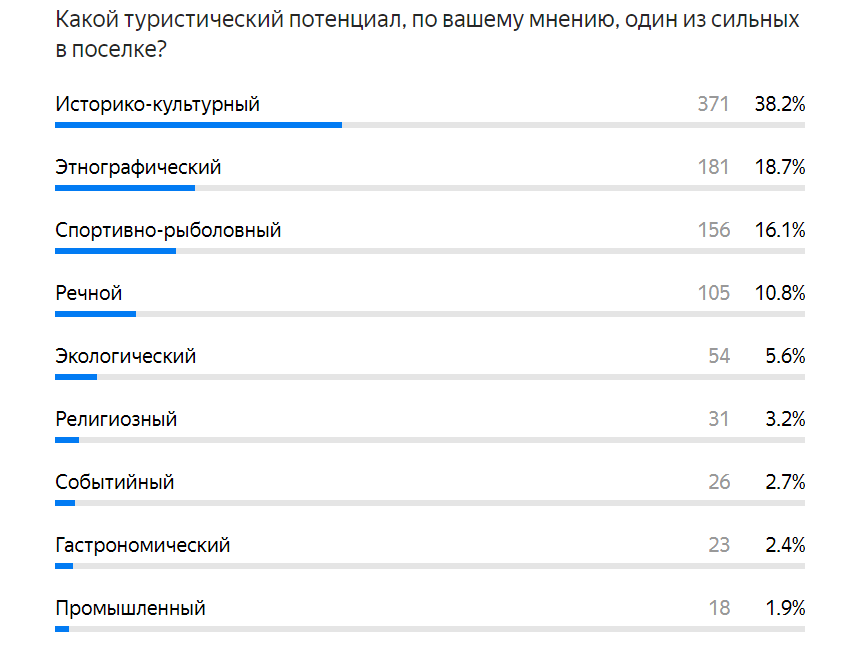 Какой туристический потенциал, по вашему мнению, один из сильных
в поселке?
Историко-культурный 371 38.2%
Этнографический 181 18.7%
Спортивно-рыболовный 156 16.1%
Речной 105 10.8%
Экологический 54 5.6%
Религиозный 31 3.2%
Событийный 26 2.7%
Гастрономический 23 2.4%
Промышленный 18 1.9%